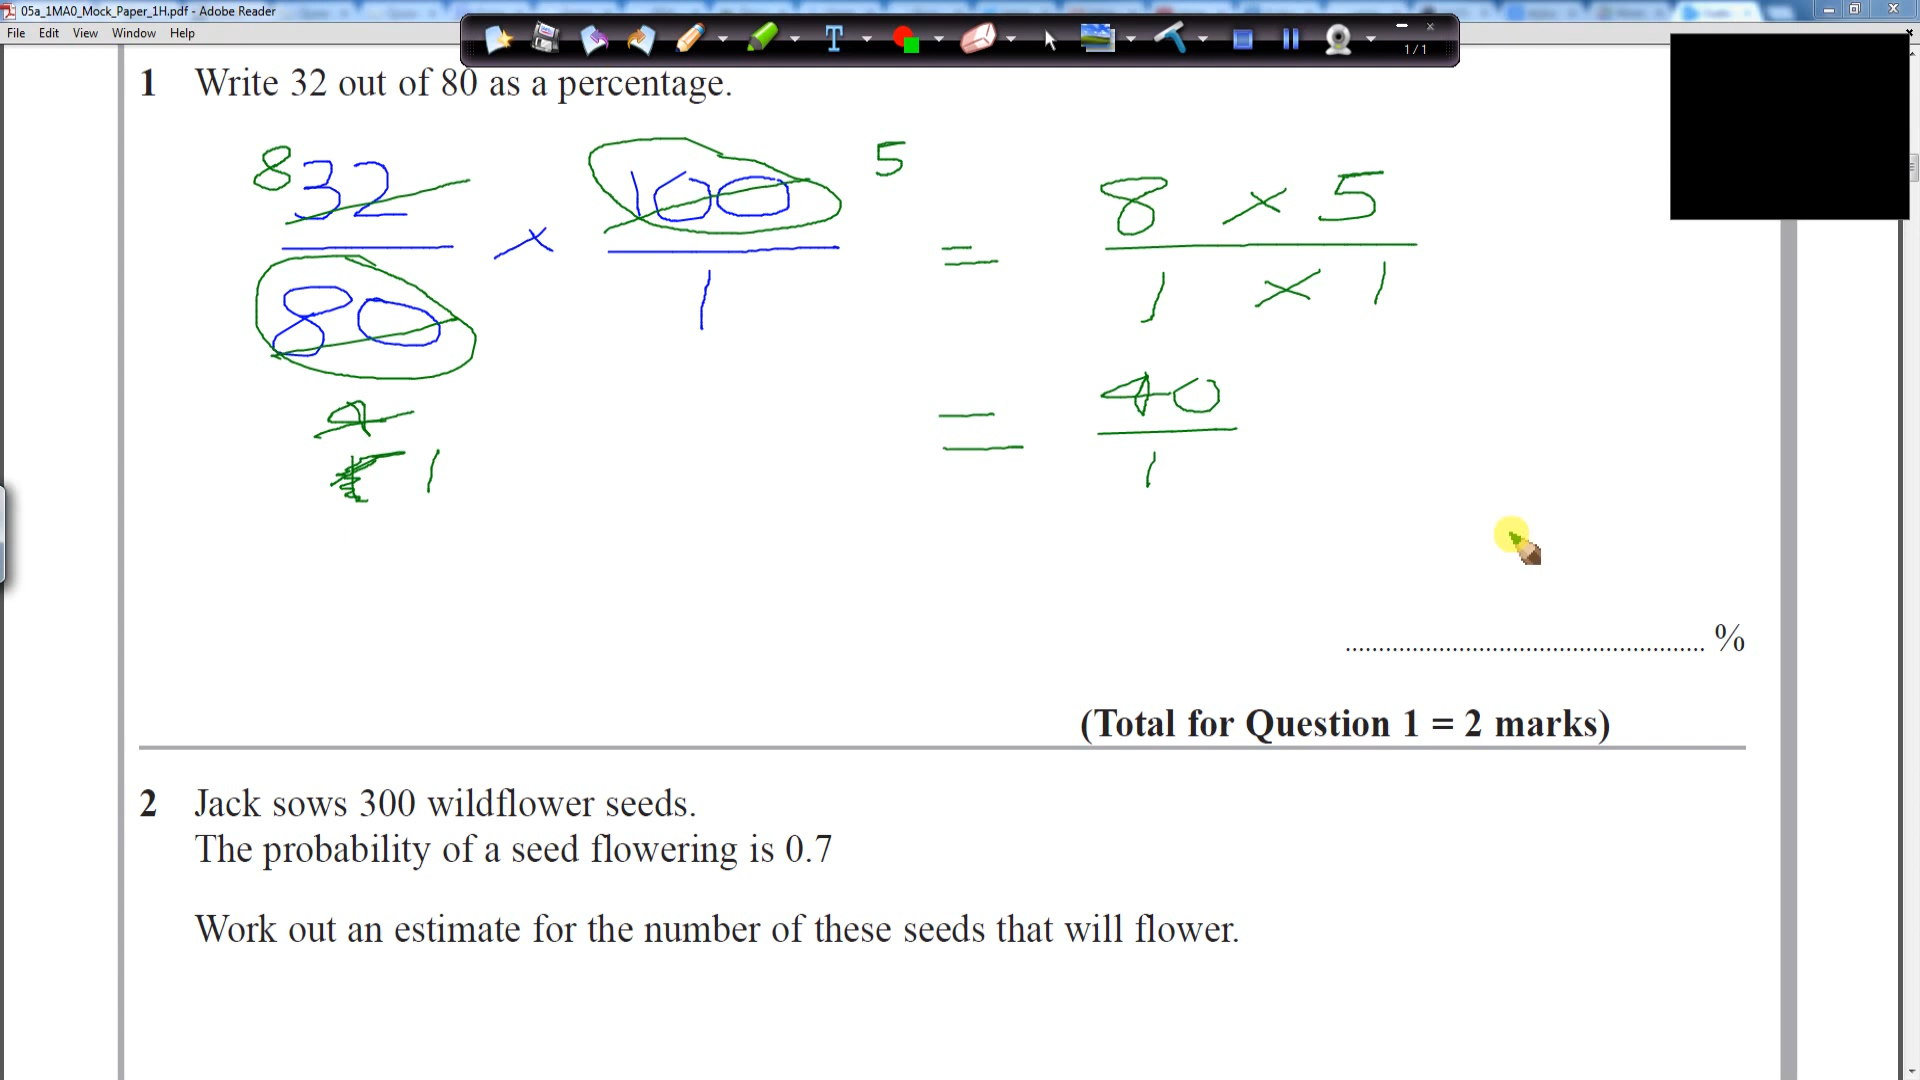 05a_1MA0_Mock_Paper_1H.pdf - Adobe Reader
File Edit View Window Help
T
1/1
1 Write 32 out of 80 as a percentage.
8 32 × 100 5 = 8 × 5
80 1 1 × 1
4 = 40
1 1
%
(Total for Question 1 = 2 marks)
2 Jack sows 300 wildflower seeds.
The probability of a seed flowering is 0.7
Work out an estimate for the number of these seeds that will flower.